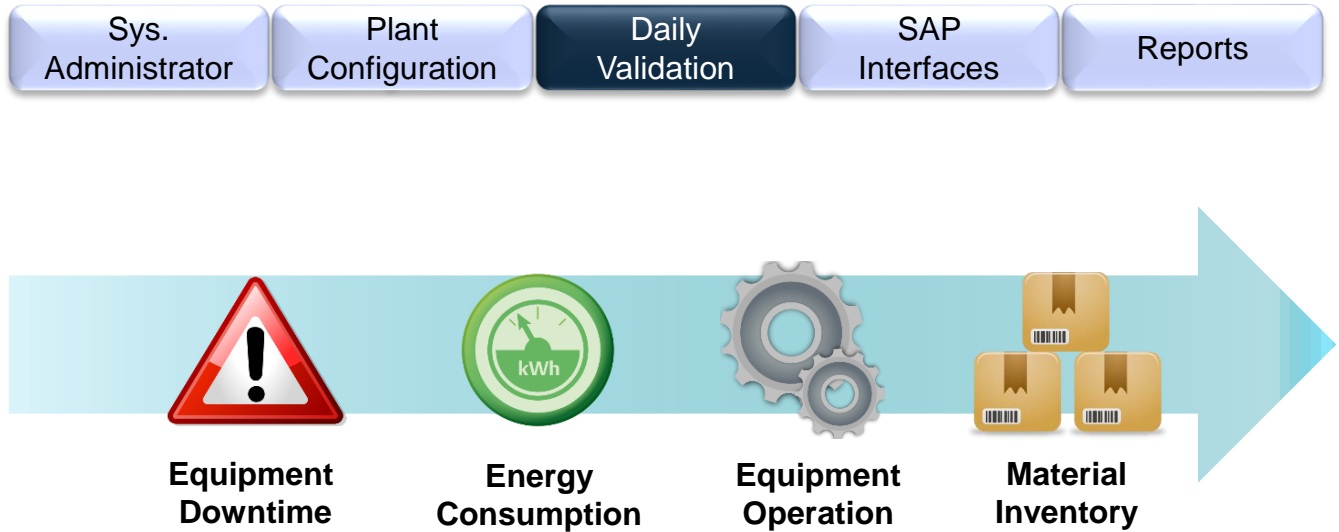 Sys.
Administrator
Plant
Configuration
Daily
Validation
SAP
Interfaces
Reports
kWh
Equipment
Downtime
Energy
Consumption
Equipment
Operation
Material
Inventory